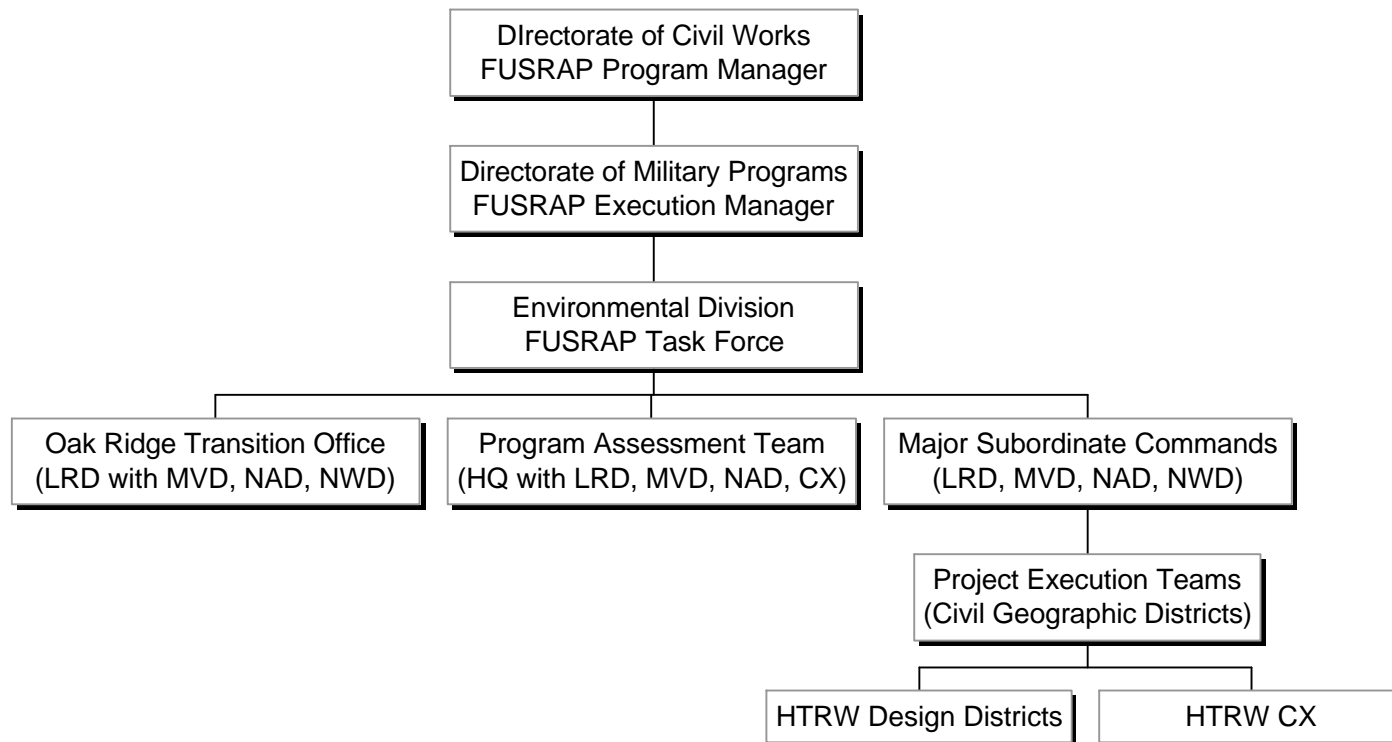 DIrectorate of Civil Works
FUSRAP Program Manager
Directorate of Military Programs
FUSRAP Execution Manager
Environmental Division
FUSRAP Task Force
Oak Ridge Transition Office
(LRD with MVD, NAD, NWD)
Program Assessment Team
(HQ with LRD, MVD, NAD, CX)
Major Subordinate Commands
(LRD, MVD, NAD, NWD)
Project Execution Teams
(Civil Geographic Districts)
HTRW Design Districts
HTRW CX